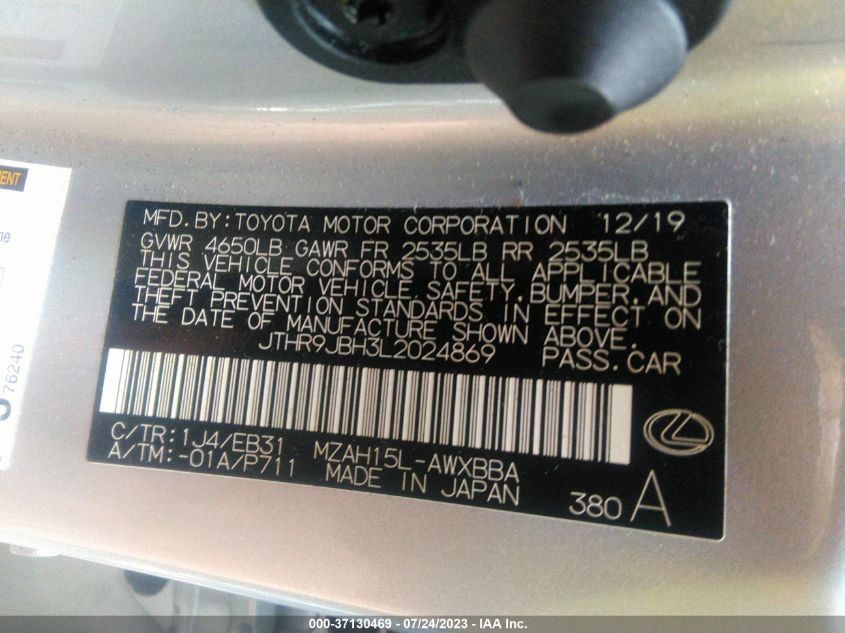 MENT
ne
76240
MFD.BY:TOYOTA MOTOR CORPORATION 12/19
GVWR 4650LB GAWR FR 2535LB RR 2535LB
THIS VEHICLE CONFORMS TO ALL APPLICABLE
FEDERAL MOTOR VEHICLE SAFETY,BUMPER,AND
THEFT PREVENTION STANDARDS IN EFFECT ON
THE DATE OF MANUFACTURE SHOWN ABOVE.
JTHR9JBH3L2024869 PASS.CAR
C/TR:1J4/EB31 MZAH15L-AWXBBA
A/TM:-01A/P711 MADE IN JAPAN
380 A
000-37130469 - 07/24/2023 - IAA Inc.